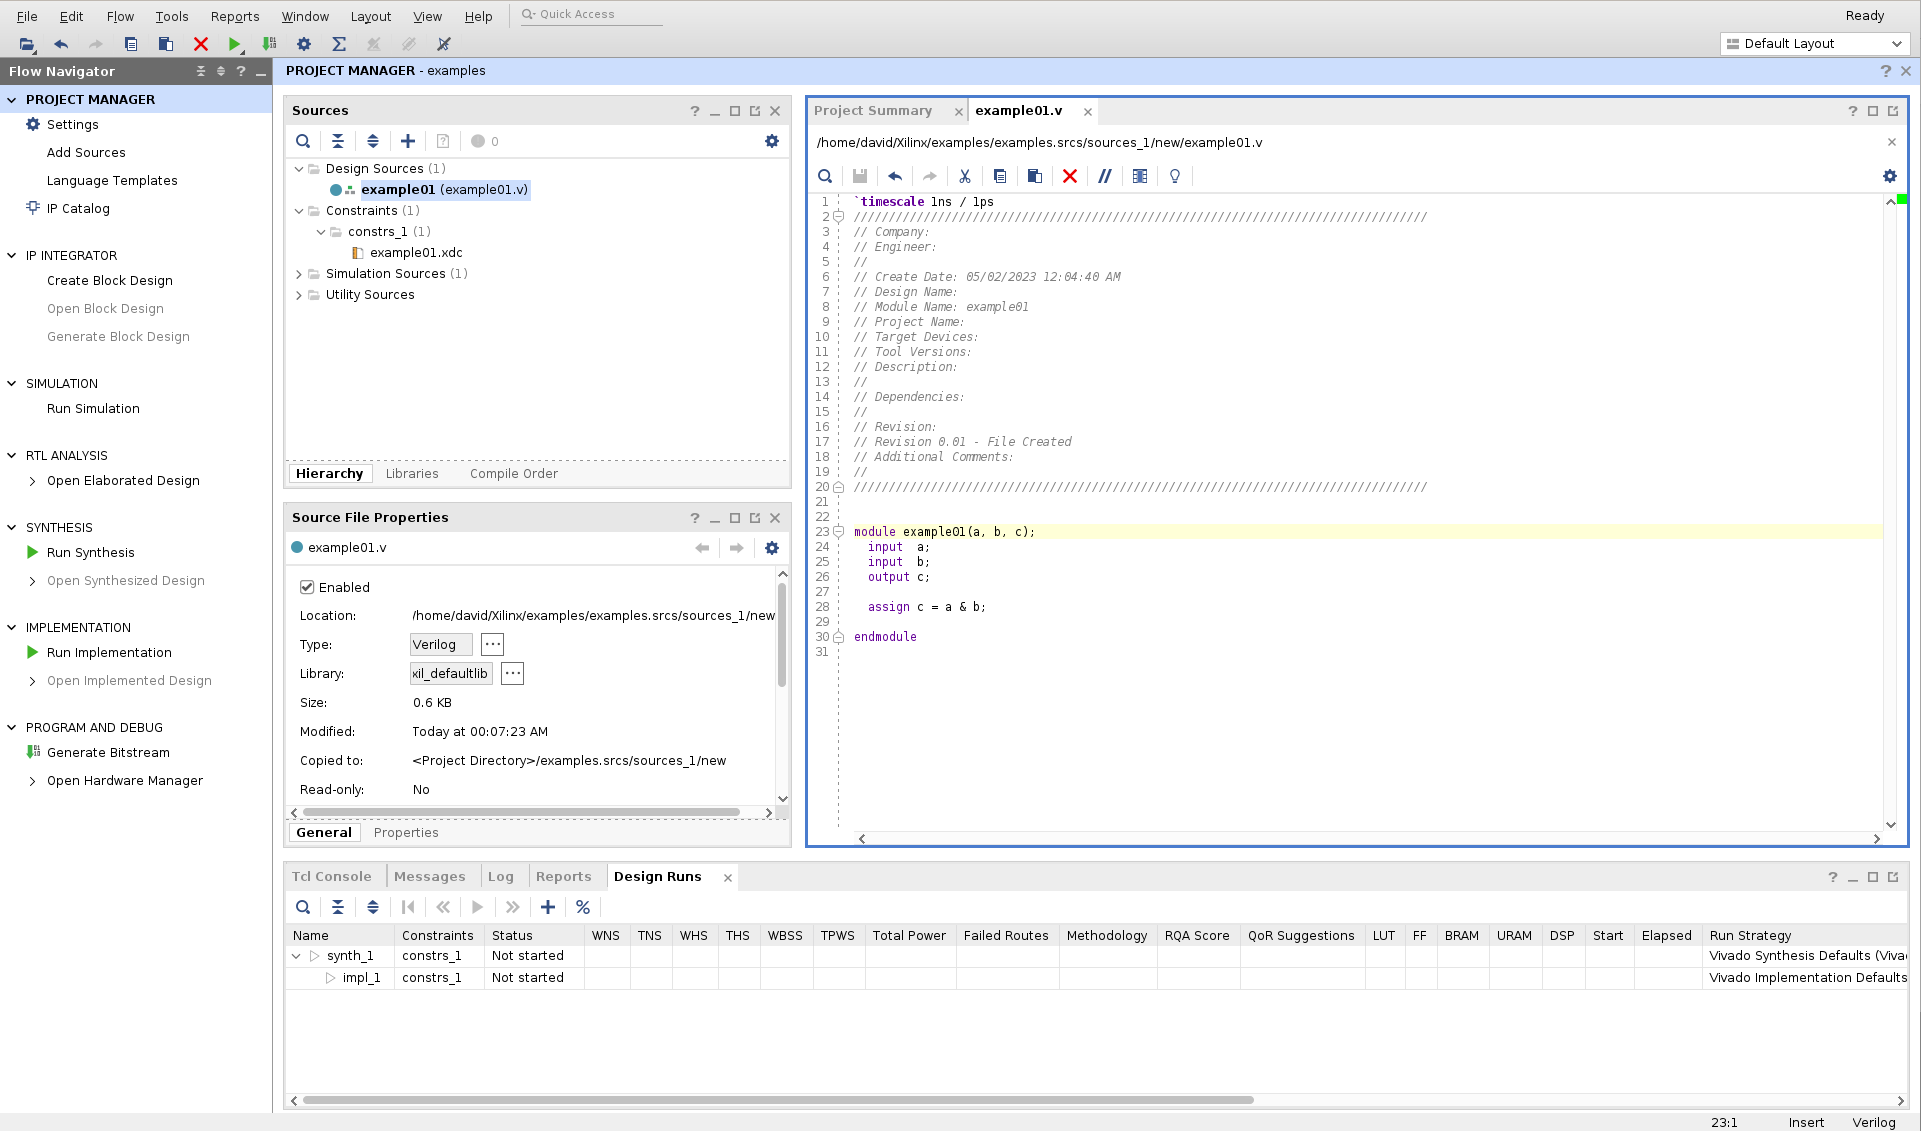 File Edit Flow Tools Reports Window Layout View Help Quick Access Ready
Default Layout
Flow Navigator
PROJECT MANAGER
Settings
Add Sources
Language Templates
IP Catalog
IP INTEGRATOR
Create Block Design
Open Block Design
Generate Block Design
SIMULATION
Run Simulation
RTL ANALYSIS
Open Elaborated Design
SYNTHESIS
Run Synthesis
Open Synthesized Design
IMPLEMENTATION
Run Implementation
Open Implemented Design
PROGRAM AND DEBUG
Generate Bitstream
Open Hardware Manager
PROJECT MANAGER - examples
Sources
0
Design Sources (1)
example01 (example01.v)
Constraints (1)
constrs_1 (1)
example01.xdc
Simulation Sources (1)
Utility Sources
Hierarchy Libraries Compile Order
Source File Properties
example01.v
Enabled
Location: /home/david/Xilinx/examples/examples.srcs/sources_1/new
Type: Verilog ...
Library: xil_defaultlib ...
Size: 0.6 KB
Modified: Today at 00:07:23 AM
Copied to: <Project Directory>/examples.srcs/sources_1/new
Read-only: No
General Properties
Project Summary example01.v
/home/david/Xilinx/examples/examples.srcs/sources_1/new/example01.v
1 `timescale 1ns / 1ps
2 //////////////////////////////////////////////////////////////////////////////////
3 // Company:
4 // Engineer:
5 //
6 // Create Date: 05/02/2023 12:04:40 AM
7 // Design Name:
8 // Module Name: example01
9 // Project Name:
10 // Target Devices:
11 // Tool Versions:
12 // Description:
13 //
14 // Dependencies:
15 //
16 // Revision:
17 // Revision 0.01 - File Created
18 // Additional Comments:
19 //
20 //////////////////////////////////////////////////////////////////////////////////
21
22
23 module example01(a, b, c);
24 input a;
25 input b;
26 output c;
27
28 assign c = a & b;
29
30 endmodule
31
Tcl Console Messages Log Reports Design Runs
Name Constraints Status WNS TNS WHS THS WBSS TPWS Total Power Failed Routes Methodology RQA Score QoR Suggestions LUT FF BRAM URAM DSP Start Elapsed Run Strategy
synth_1 constrs_1 Not started Vivado Synthesis Defaults (Viva
impl_1 constrs_1 Not started Vivado Implementation Defaults
23:1 Insert Verilog